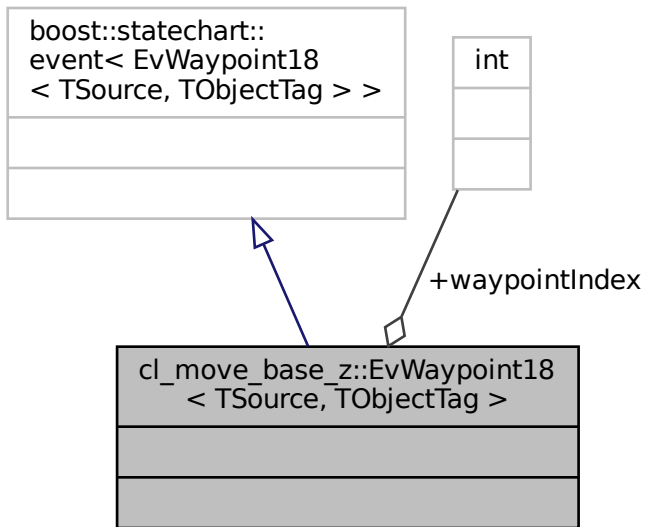 boost::statechart::
event< EvWaypoint18
< TSource, TObjectTag > >
int
+waypointIndex
cl_move_base_z::EvWaypoint18
< TSource, TObjectTag >